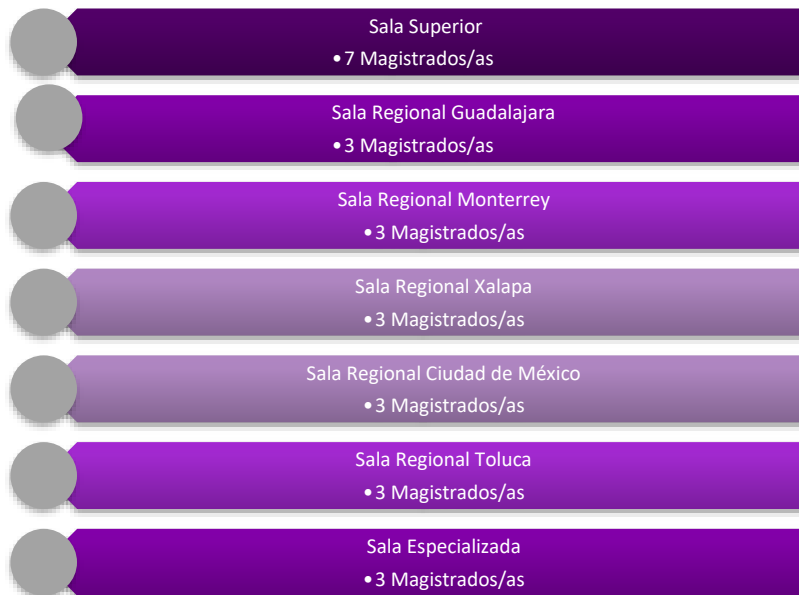 Sala Superior
• 7 Magistrados/as
Sala Regional Guadalajara
• 3 Magistrados/as
Sala Regional Monterrey
• 3 Magistrados/as
Sala Regional Xalapa
• 3 Magistrados/as
Sala Regional Ciudad de México
• 3 Magistrados/as
Sala Regional Toluca
• 3 Magistrados/as
Sala Especializada
• 3 Magistrados/as